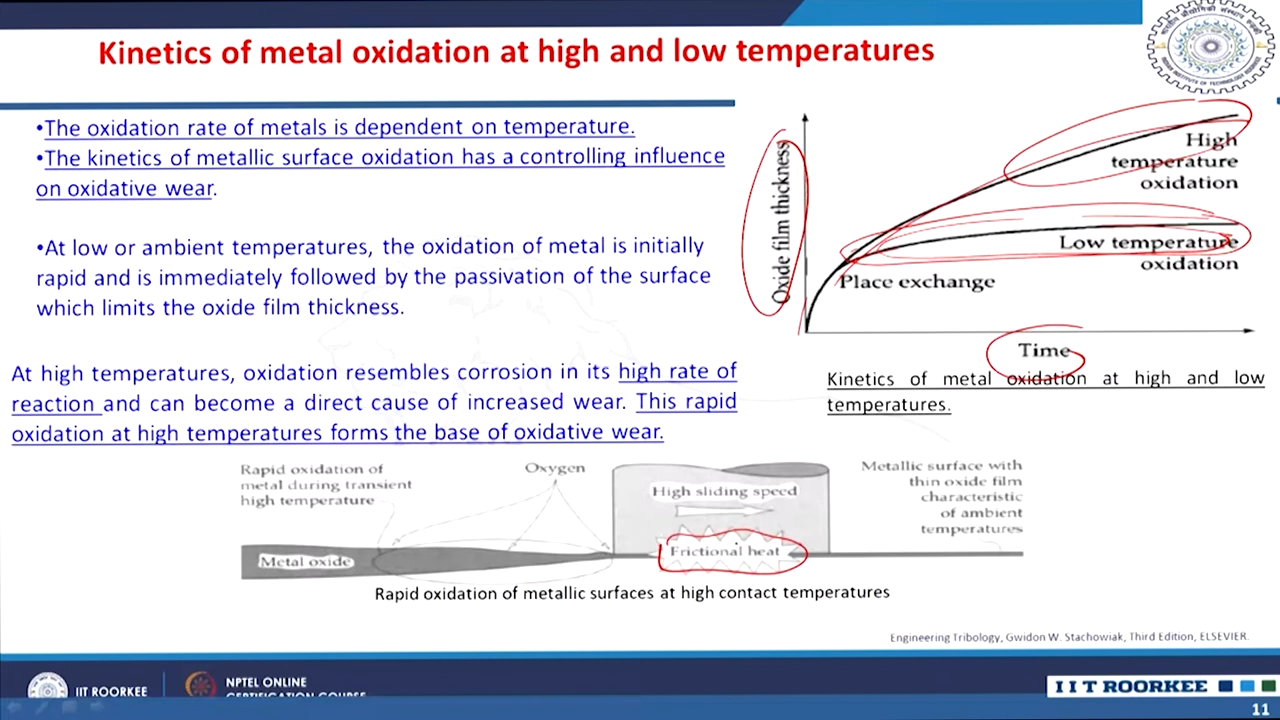 Kinetics of metal oxidation at high and low temperatures
•The oxidation rate of metals is dependent on temperature.
•The kinetics of metallic surface oxidation has a controlling influence
on oxidative wear.
•At low or ambient temperatures, the oxidation of metal is initially
rapid and is immediately followed by the passivation of the surface
which limits the oxide film thickness.
At high temperatures, oxidation resembles corrosion in its high rate of
reaction and can become a direct cause of increased wear. This rapid
oxidation at high temperatures forms the base of oxidative wear.
Oxide film thickness
High
temperature
oxidation
Low temperature
oxidation
Place exchange
Time
Kinetics of metal oxidation at high and low
temperatures.
Rapid oxidation of
metal during transient
high temperature
Oxygen
High sliding speed
Frictional heat
Metal oxide
Metallic surface with
thin oxide film
characteristic
of ambient
temperatures
Rapid oxidation of metallic surfaces at high contact temperatures
Engineering Tribology, Gwidon W. Stachowiak, Third Edition, ELSEVIER.
IIT ROORKEE
NPTEL ONLINE
CERTIFICATION COURSE
IIT ROORKEE
11